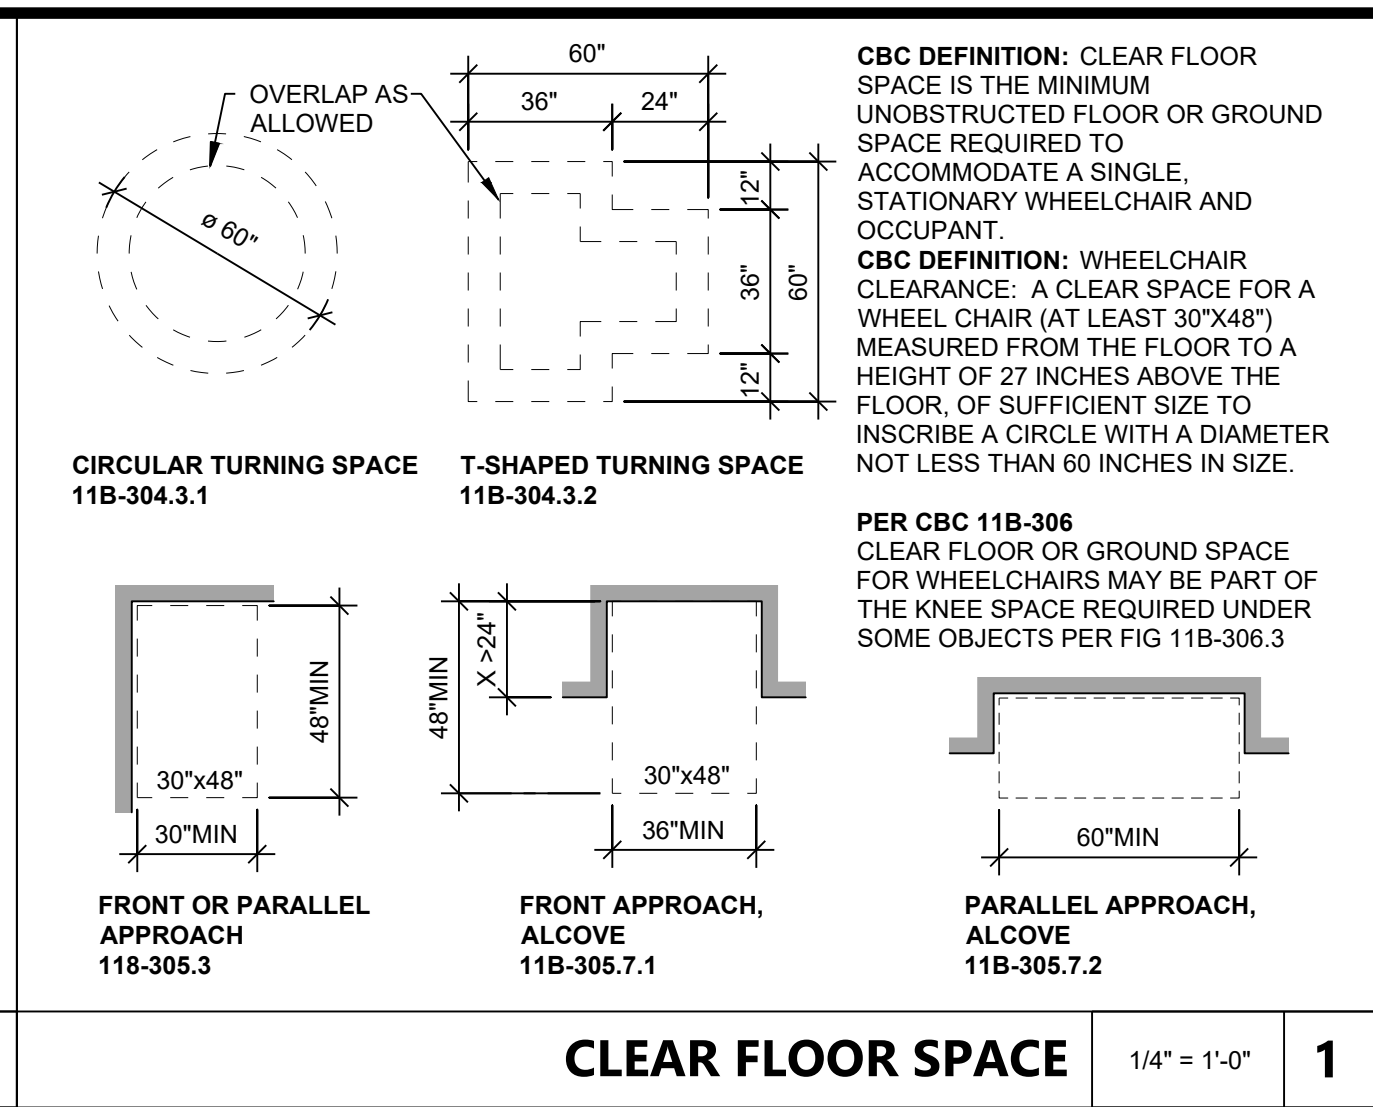 60"
36"
24"
OVERLAP AS
ALLOWED
ø 60"
12"
36"
60"
12"
CIRCULAR TURNING SPACE
11B-304.3.1
T-SHAPED TURNING SPACE
11B-304.3.2
CBC DEFINITION: CLEAR FLOOR
SPACE IS THE MINIMUM
UNOBSTRUCTED FLOOR OR GROUND
SPACE REQUIRED TO
ACCOMMODATE A SINGLE,
STATIONARY WHEELCHAIR AND
OCCUPANT.
CBC DEFINITION: WHEELCHAIR
CLEARANCE: A CLEAR SPACE FOR A
WHEEL CHAIR (AT LEAST 30"X48")
MEASURED FROM THE FLOOR TO A
HEIGHT OF 27 INCHES ABOVE THE
FLOOR, OF SUFFICIENT SIZE TO
INSCRIBE A CIRCLE WITH A DIAMETER
NOT LESS THAN 60 INCHES IN SIZE.
PER CBC 11B-306
CLEAR FLOOR OR GROUND SPACE
FOR WHEELCHAIRS MAY BE PART OF
THE KNEE SPACE REQUIRED UNDER
SOME OBJECTS PER FIG 11B-306.3
48"MIN
30"x48"
30"MIN
FRONT OR PARALLEL
APPROACH
118-305.3
48"MIN
X >24"
30"x48"
36"MIN
FRONT APPROACH,
ALCOVE
11B-305.7.1
60"MIN
PARALLEL APPROACH,
ALCOVE
11B-305.7.2
CLEAR FLOOR SPACE
1/4" = 1'-0"
1